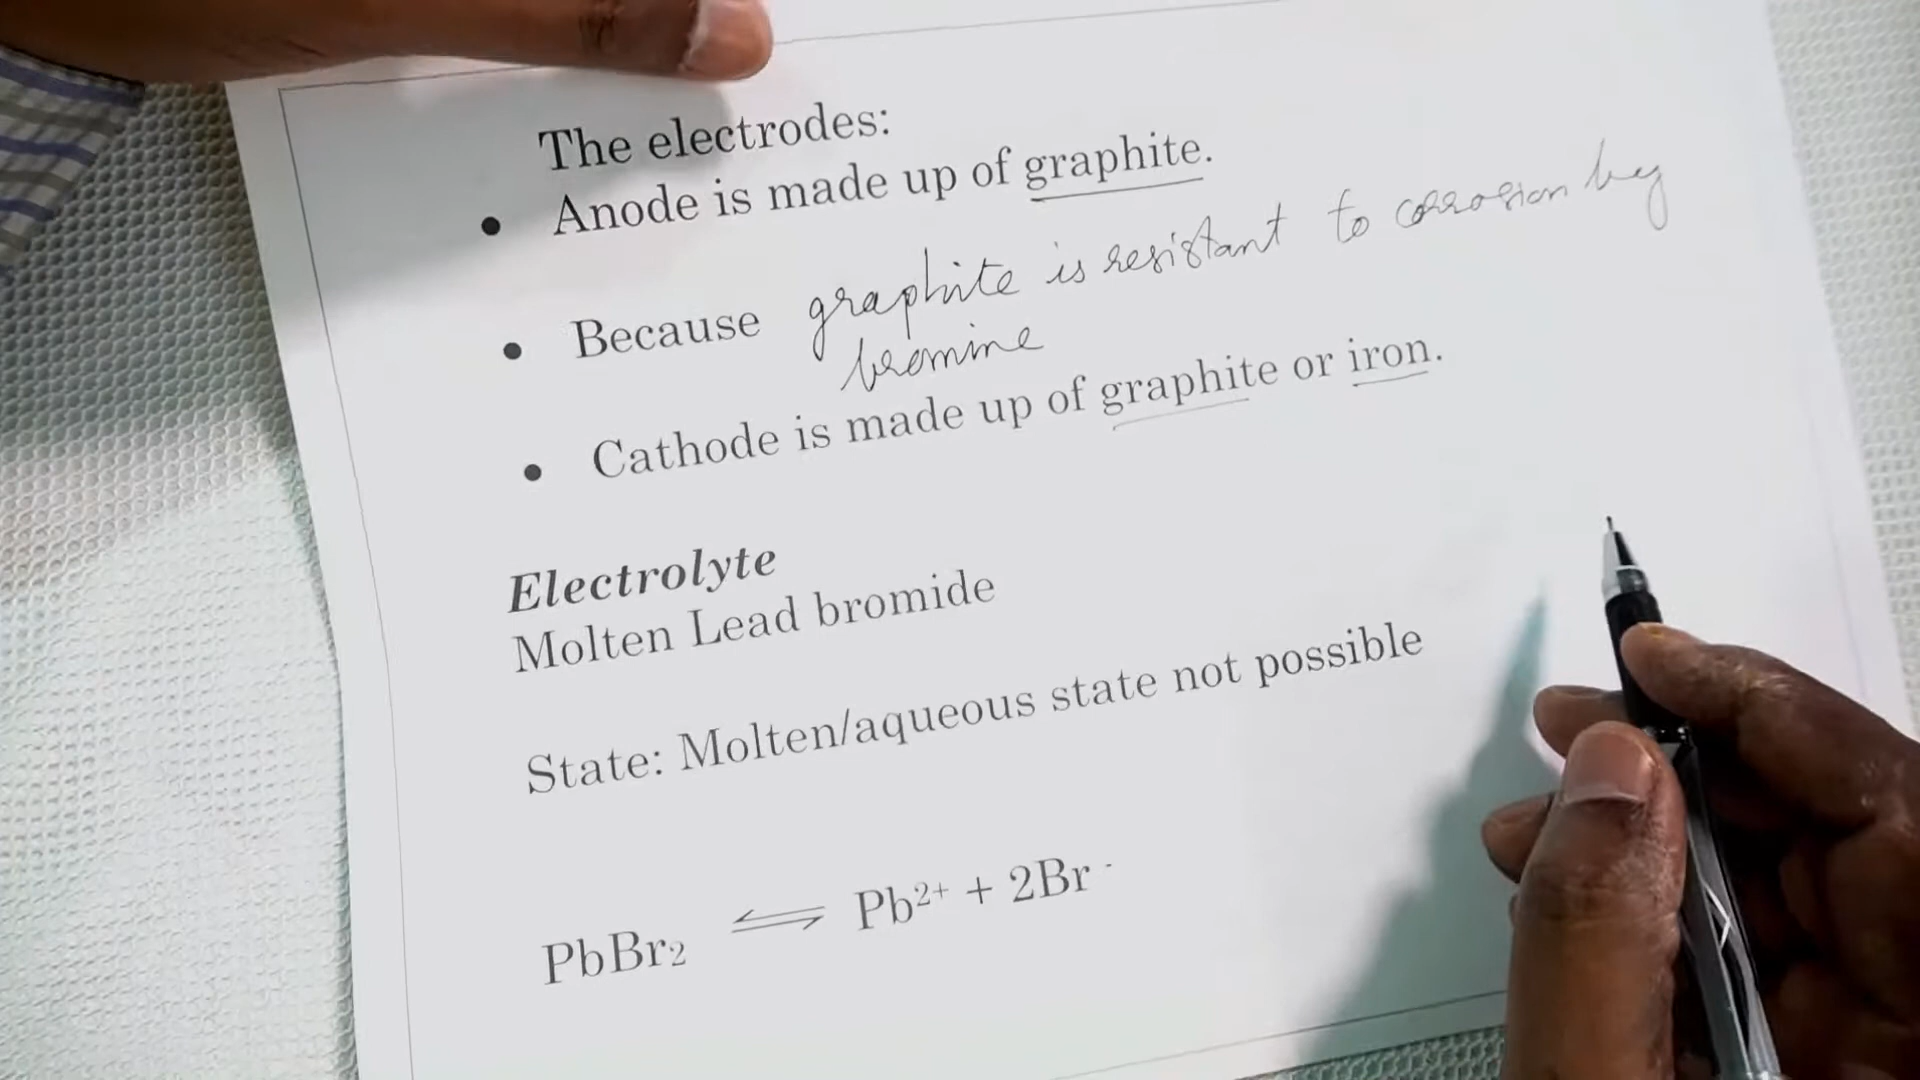 The electrodes:
• Anode is made up of graphite.
• Because graphite is resistant to corrosion by
bromine
• Cathode is made up of graphite or iron.
Electrolyte
Molten Lead bromide
State: Molten/aqueous state not possible
PbBr₂ ⇌ Pb²⁺ + 2Br⁻